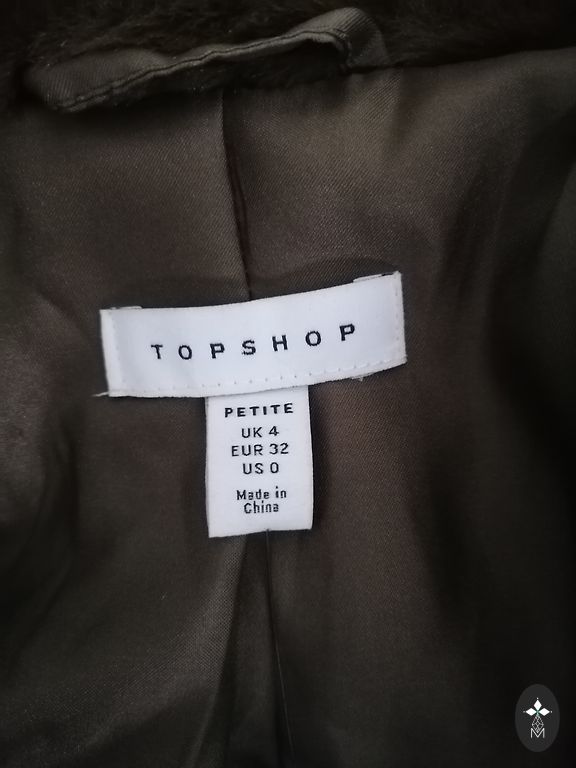 TOPSHOP
PETITE
UK 4
EUR 32
US 0
Made in
China
M